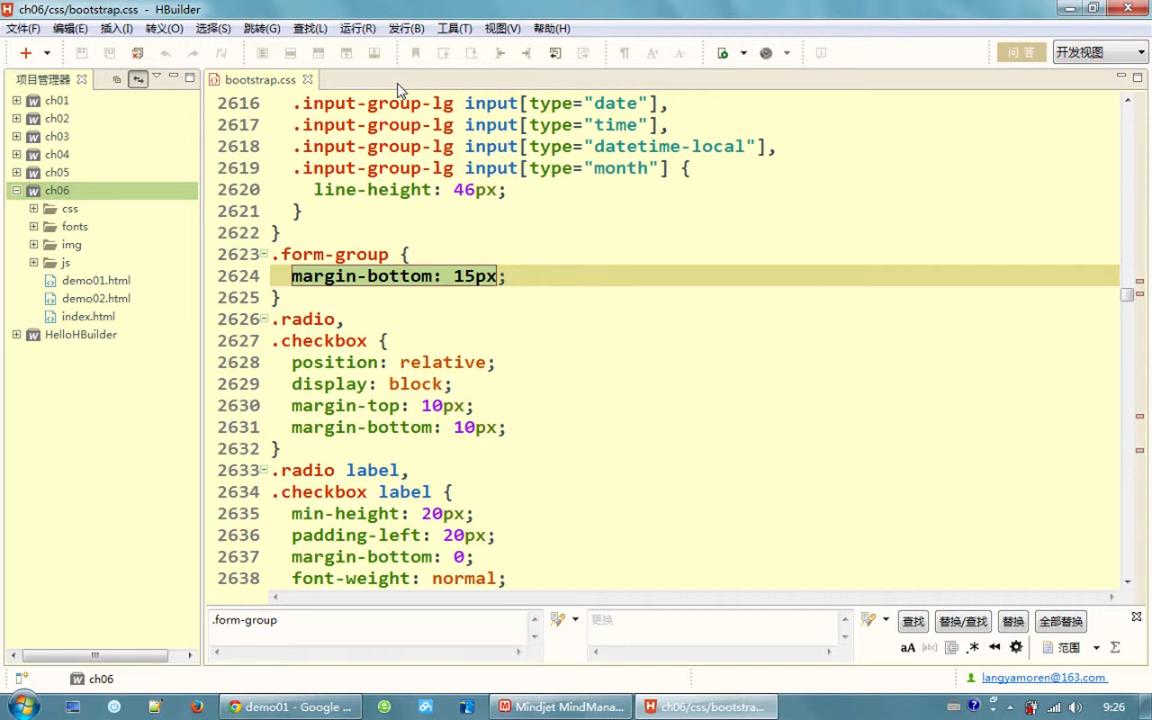 ch06/css/bootstrap.css - HBuilder
文件(F) 编辑(E) 插入(I) 转义(O) 选择(S) 跳转(G) 查找(L) 运行(R) 发行(B) 工具(T) 视图(V) 帮助(H)
问答 开发视图
项目管理器
ch01
ch02
ch03
ch04
ch05
ch06
css
fonts
img
js
demo01.html
demo02.html
index.html
HelloHBuilder
bootstrap.css
2616 .input-group-lg input[type="date"],
2617 .input-group-lg input[type="time"],
2618 .input-group-lg input[type="datetime-local"],
2619 .input-group-lg input[type="month"] {
2620 line-height: 46px;
2621 }
2622 }
2623 .form-group {
2624 margin-bottom: 15px;
2625 }
2626 .radio,
2627 .checkbox {
2628 position: relative;
2629 display: block;
2630 margin-top: 10px;
2631 margin-bottom: 10px;
2632 }
2633 .radio label,
2634 .checkbox label {
2635 min-height: 20px;
2636 padding-left: 20px;
2637 margin-bottom: 0;
2638 font-weight: normal;
.form-group 更换 查找 替换/查找 替换 全部替换
aA [abc] .* 范围 Σ
ch06 langyamoren@163.com
demo01 - Google ... Mindjet MindMana... ch06/css/bootstra... 9:26